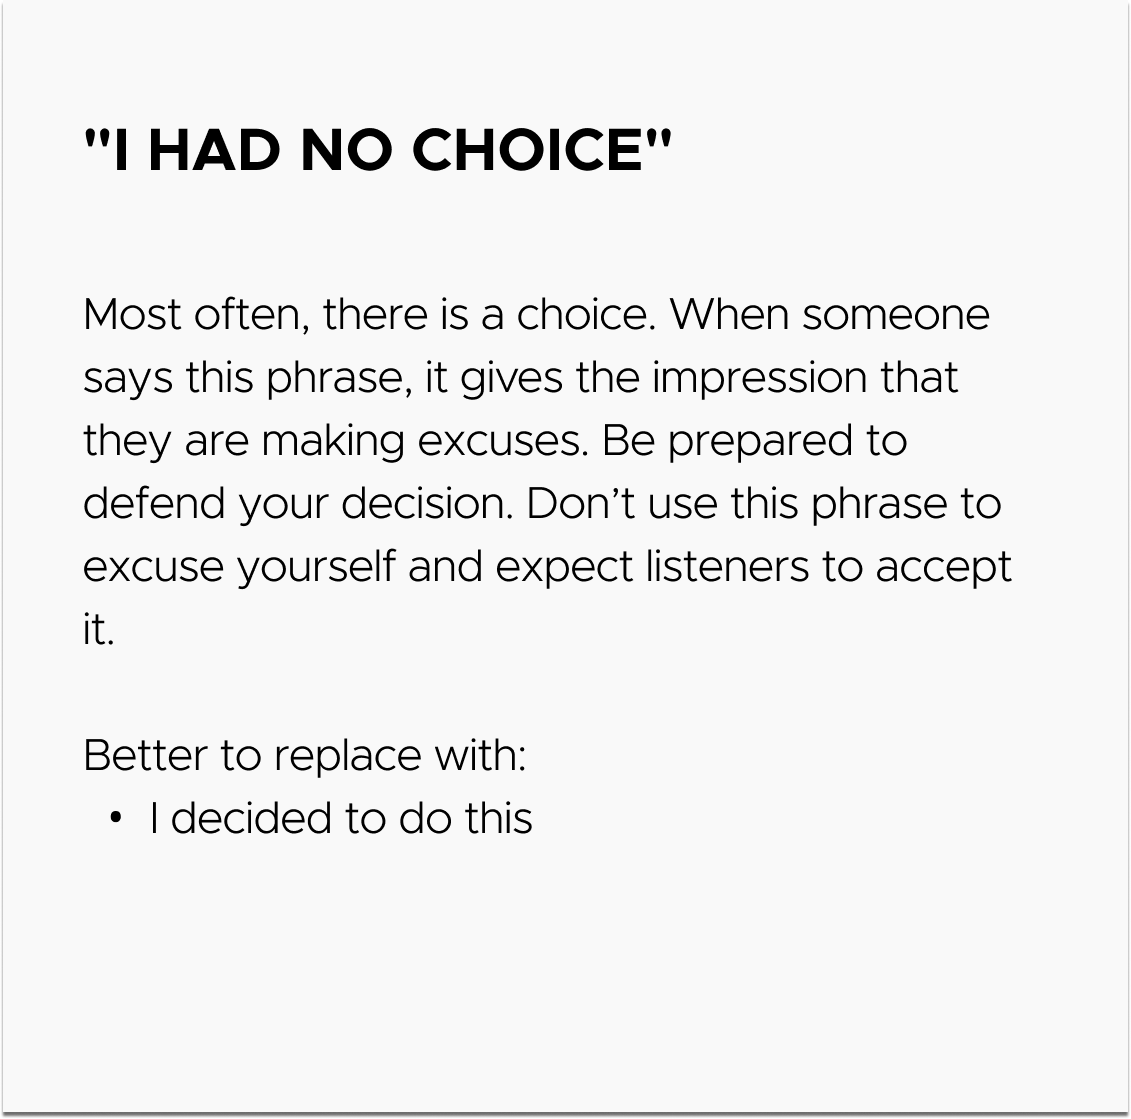 "I HAD NO CHOICE"
Most often, there is a choice. When someone
says this phrase, it gives the impression that
they are making excuses. Be prepared to
defend your decision. Don’t use this phrase to
excuse yourself and expect listeners to accept
it.
Better to replace with:
• I decided to do this